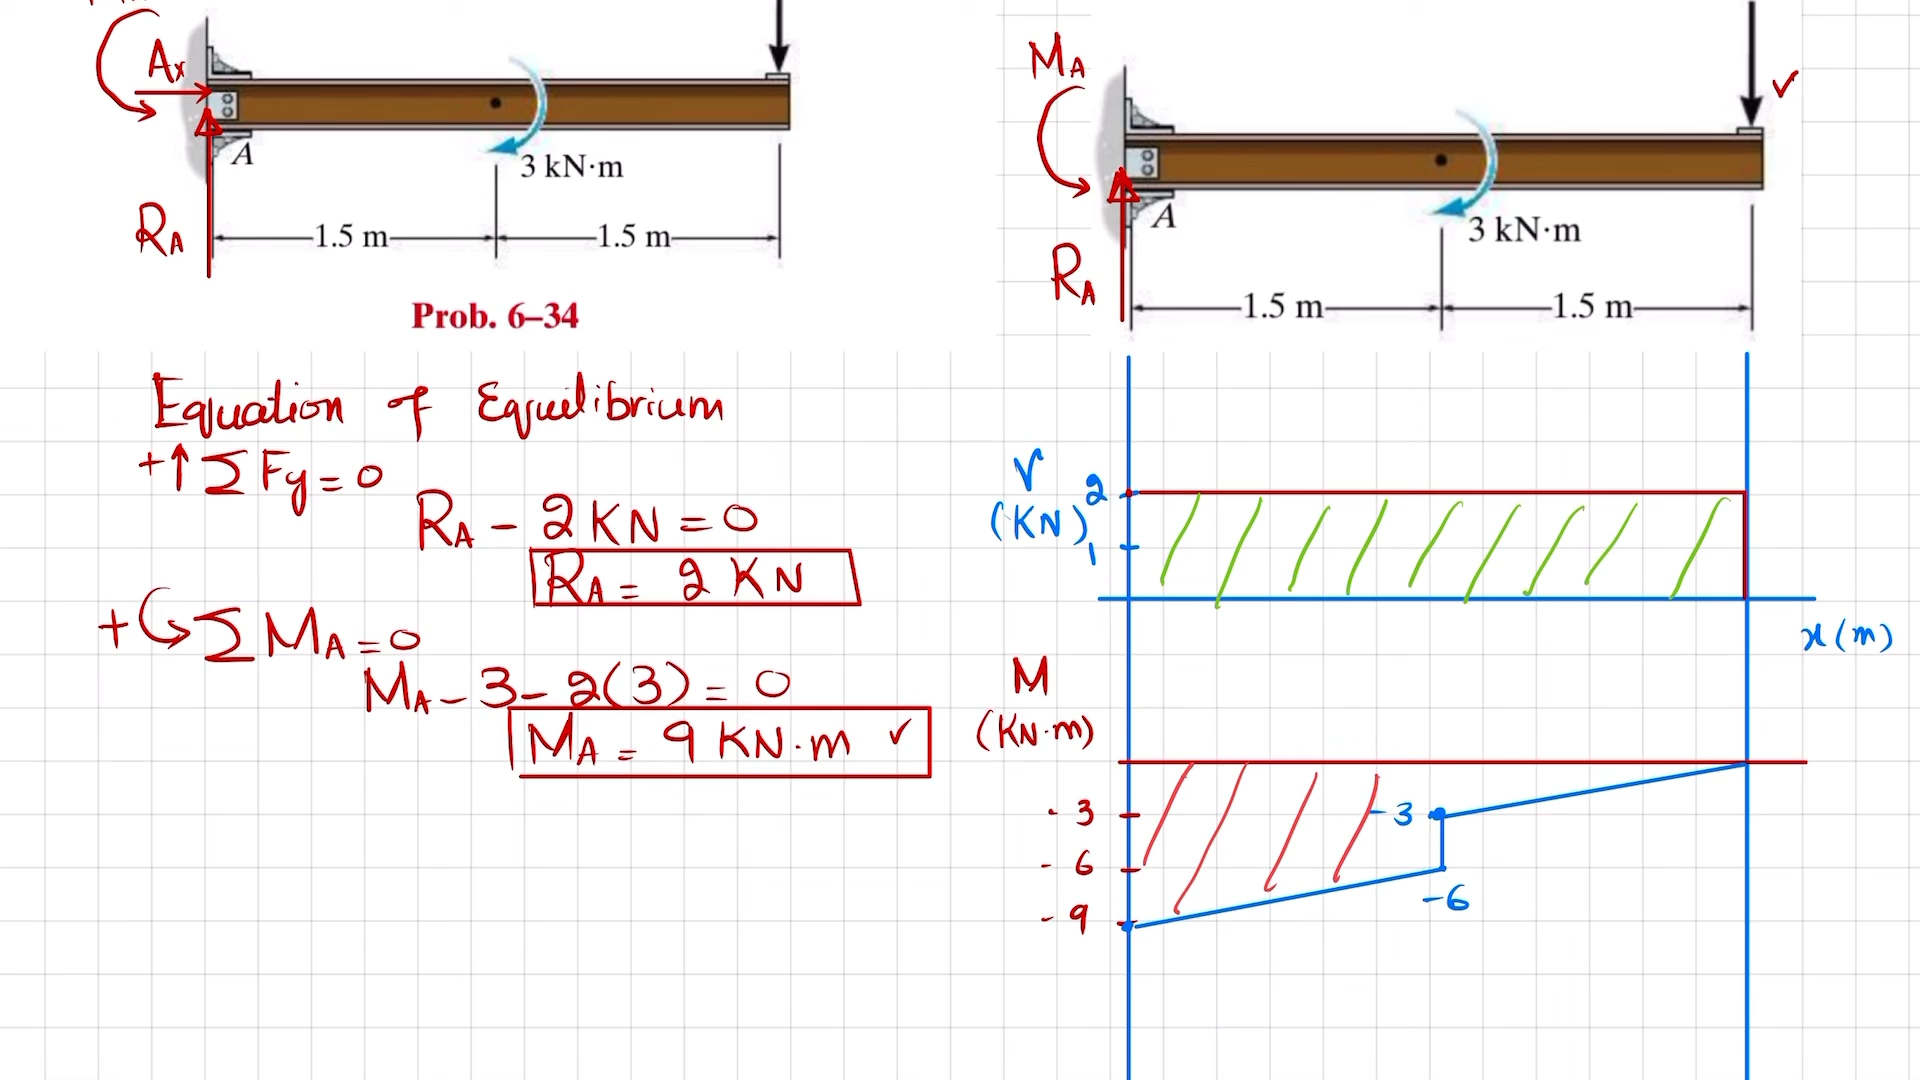 Ax
A
3 kN·m
RA
1.5 m
1.5 m
Prob. 6–34
MA
A
3 kN·m
RA
1.5 m
1.5 m
Equation of Equilibrium
+↑ ΣFy = 0
RA - 2 KN = 0
RA = 2 KN
+ ΣMA = 0
MA - 3 - 2(3) = 0
MA = 9 KN·m ✓
V
(KN)
2
1
x (m)
M
(KN·m)
- 3
- 6
- 9
- 3
- 6